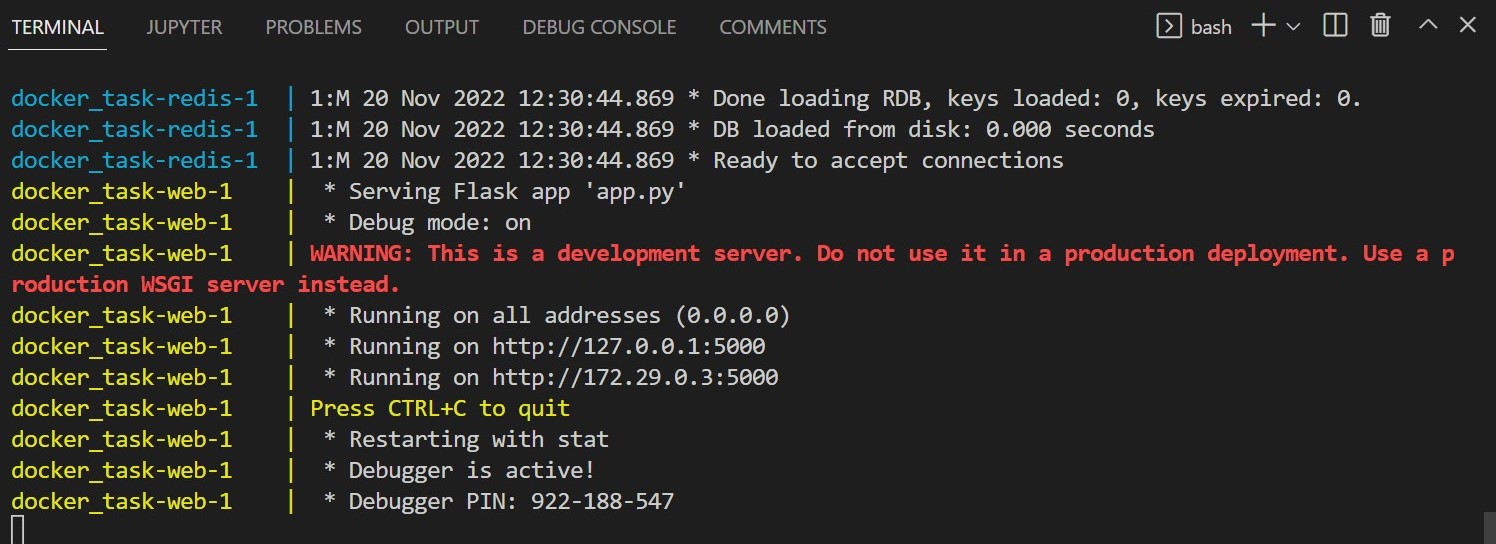 TERMINAL JUPYTER PROBLEMS OUTPUT DEBUG CONSOLE COMMENTS bash
docker_task-redis-1 | 1:M 20 Nov 2022 12:30:44.869 * Done loading RDB, keys loaded: 0, keys expired: 0.
docker_task-redis-1 | 1:M 20 Nov 2022 12:30:44.869 * DB loaded from disk: 0.000 seconds
docker_task-redis-1 | 1:M 20 Nov 2022 12:30:44.869 * Ready to accept connections
docker_task-web-1 | * Serving Flask app 'app.py'
docker_task-web-1 | * Debug mode: on
docker_task-web-1 | WARNING: This is a development server. Do not use it in a production deployment. Use a p
roduction WSGI server instead.
docker_task-web-1 | * Running on all addresses (0.0.0.0)
docker_task-web-1 | * Running on http://127.0.0.1:5000
docker_task-web-1 | * Running on http://172.29.0.3:5000
docker_task-web-1 | Press CTRL+C to quit
docker_task-web-1 | * Restarting with stat
docker_task-web-1 | * Debugger is active!
docker_task-web-1 | * Debugger PIN: 922-188-547